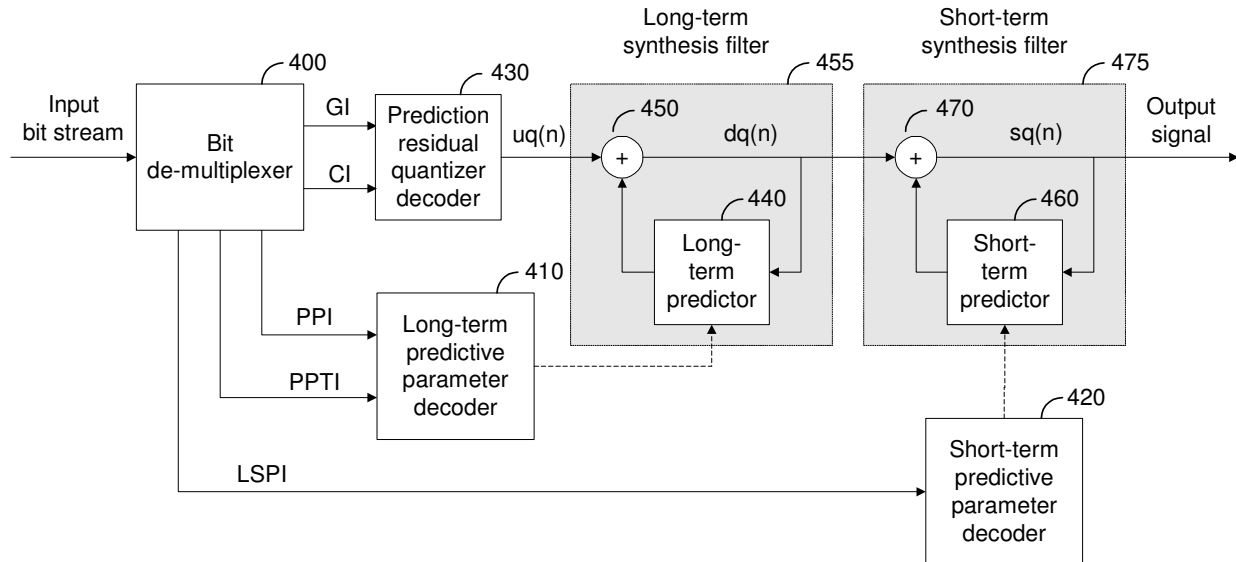 Long-term
synthesis filter
Short-term
synthesis filter
400
430
455
475
Input
bit stream
Bit
de-multiplexer
GI
CI
Prediction
residual
quantizer
decoder
uq(n)
450
+
dq(n)
470
+
sq(n)
Output
signal
440
Long-
term
predictor
460
Short-
term
predictor
410
PPI
PPTI
Long-term
predictive
parameter
decoder
420
LSPI
Short-term
predictive
parameter
decoder